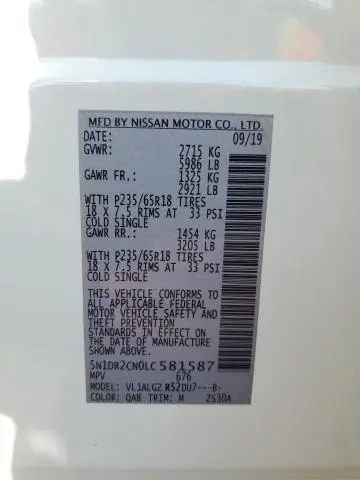 MFD BY NISSAN MOTOR CO., LTD.
DATE: 09/19
GVWR: 2715 KG
5986 LB
GAWR FR.: 1325 KG
2921 LB
WITH P235/65R18 TIRES
18 X 7.5 RIMS AT 33 PSI
COLD SINGLE
GAWR RR.: 1454 KG
3205 LB
WITH P235/65R18 TIRES
18 X 7.5 RIMS AT 33 PSI
COLD SINGLE
THIS VEHICLE CONFORMS TO
ALL APPLICABLE FEDERAL
MOTOR VEHICLE SAFETY AND
THEFT PREVENTION
STANDARDS IN EFFECT ON
THE DATE OF MANUFACTURE
SHOWN ABOVE.
5N1DR2CN0LC581587
MPV 676
MODEL: VLJALGZ R52DU7---B-
COLOR: QAB TRIM: M 2S30A